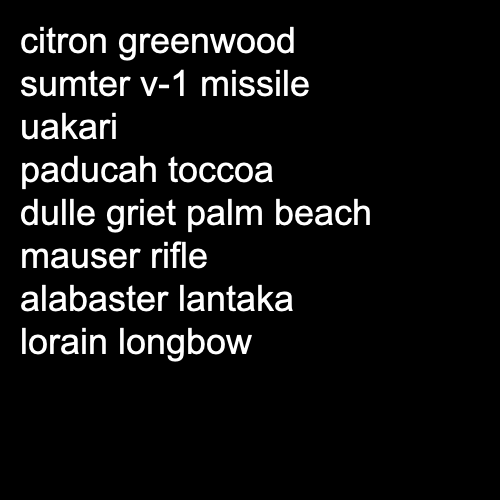 citron greenwood
sumter v-1 missile
uakari
paducah toccoa
dulle griet palm beach
mauser rifle
alabaster lantaka
lorain longbow